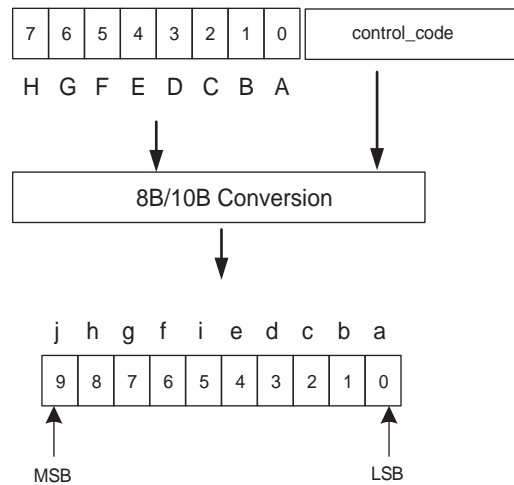 7 6 5 4 3 2 1 0 control_code
H G F E D C B A
8B/10B Conversion
j h g f i e d c b a
9 8 7 6 5 4 3 2 1 0
MSB LSB